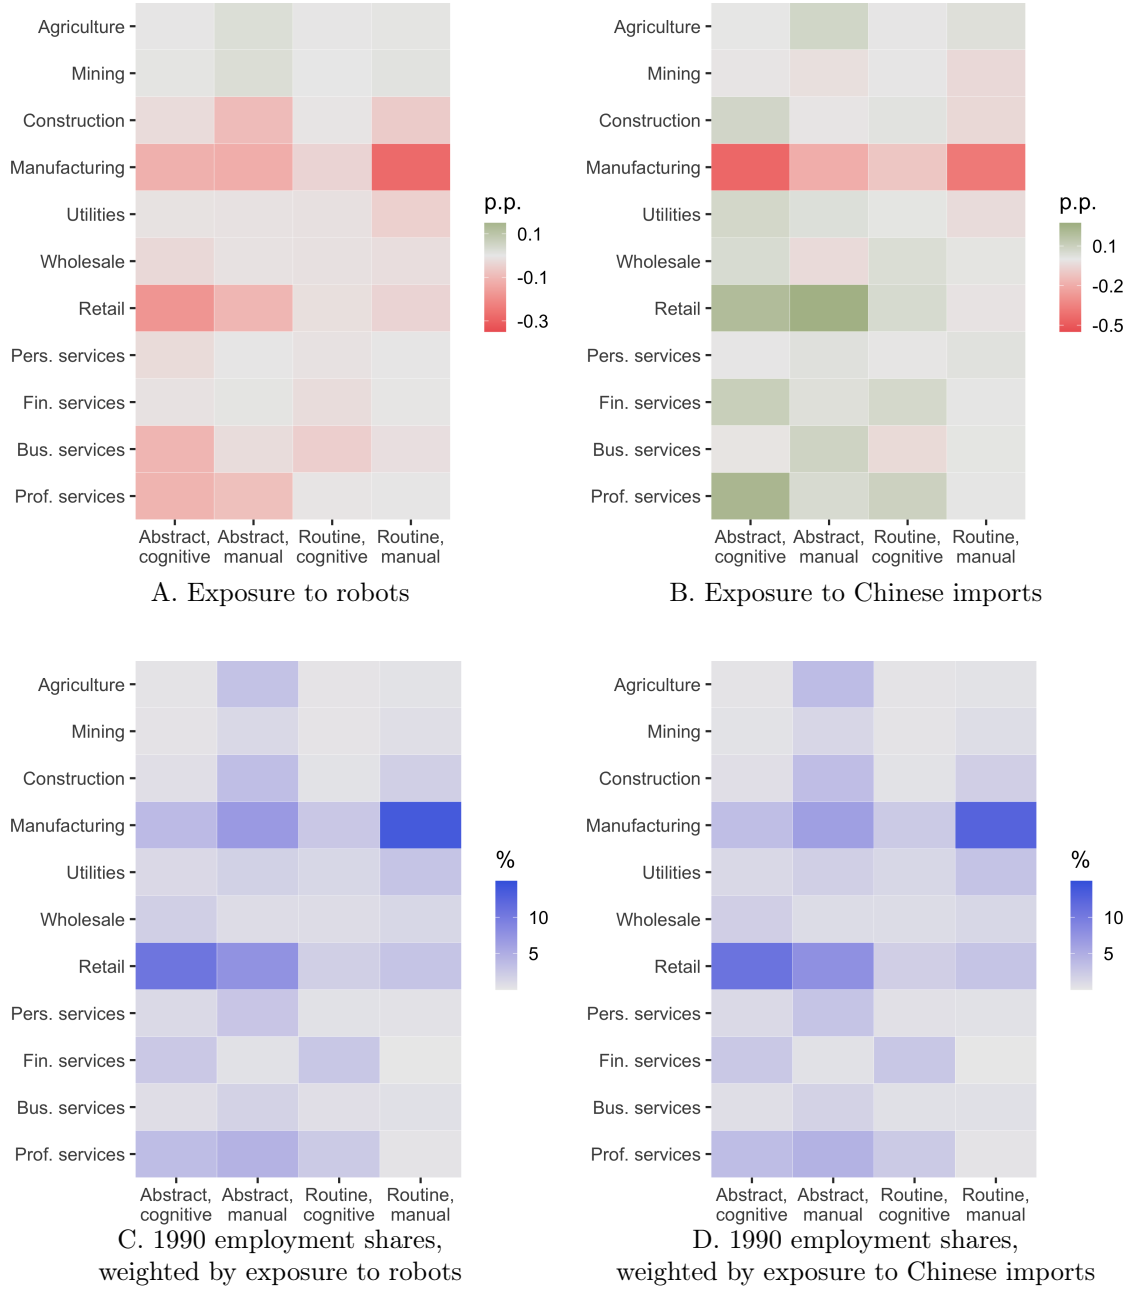 Agriculture
Mining
Construction
Manufacturing
Utilities
Wholesale
Retail
Pers. services
Fin. services
Bus. services
Prof. services
Abstract, cognitive
Abstract, manual
Routine, cognitive
Routine, manual
p.p.
0.1
-0.1
-0.3
A. Exposure to robots
Agriculture
Mining
Construction
Manufacturing
Utilities
Wholesale
Retail
Pers. services
Fin. services
Bus. services
Prof. services
Abstract, cognitive
Abstract, manual
Routine, cognitive
Routine, manual
p.p.
0.1
-0.2
-0.5
B. Exposure to Chinese imports
Agriculture
Mining
Construction
Manufacturing
Utilities
Wholesale
Retail
Pers. services
Fin. services
Bus. services
Prof. services
Abstract, cognitive
Abstract, manual
Routine, cognitive
Routine, manual
%
10
5
C. 1990 employment shares,
weighted by exposure to robots
Agriculture
Mining
Construction
Manufacturing
Utilities
Wholesale
Retail
Pers. services
Fin. services
Bus. services
Prof. services
Abstract, cognitive
Abstract, manual
Routine, cognitive
Routine, manual
%
10
5
D. 1990 employment shares,
weighted by exposure to Chinese imports